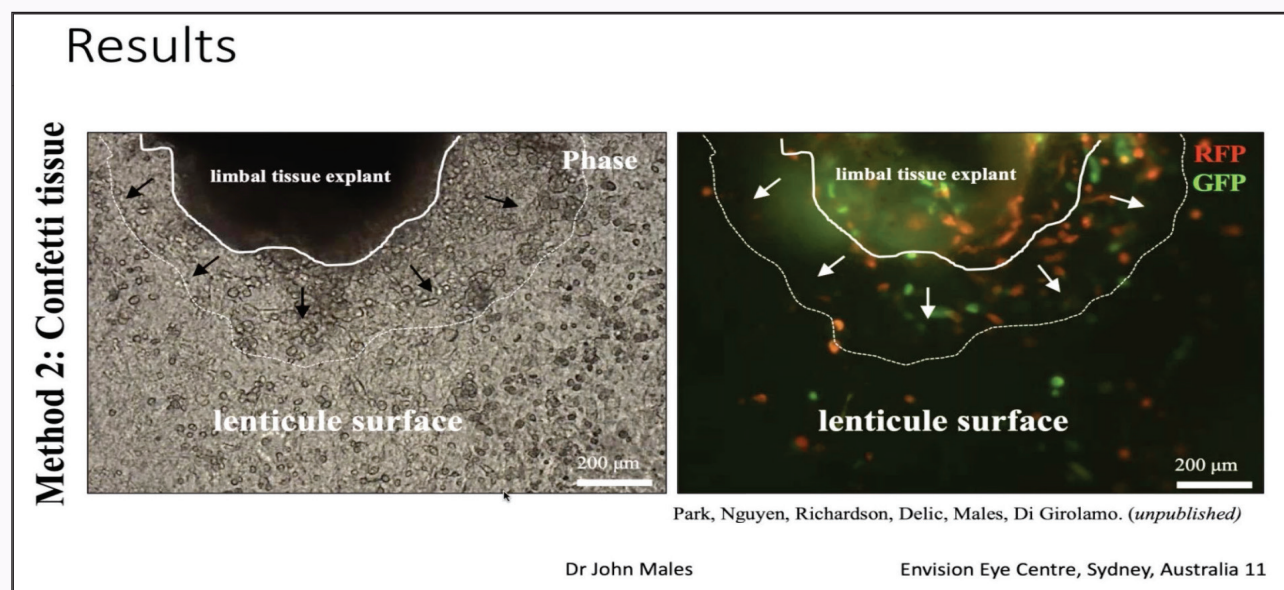 Results
Method 2: Confetti tissue
limbal tissue explant
Phase
lenticule surface
200 µm
limbal tissue explant
RFP
GFP
lenticule surface
200 µm
Park, Nguyen, Richardson, Delic, Males, Di Girolamo. (unpublished)
Dr John Males
Envision Eye Centre, Sydney, Australia 11